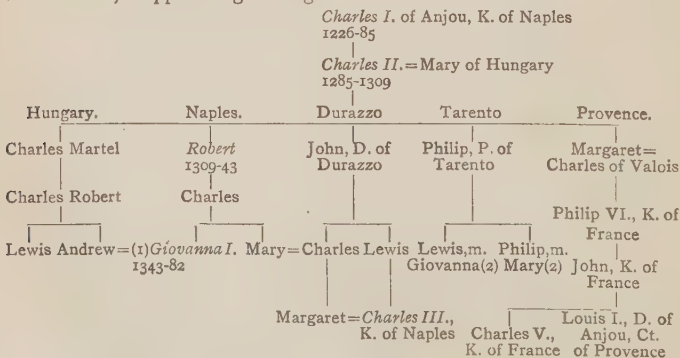 Charles I. of Anjou, K. of Naples
1226-85
Charles II.=Mary of Hungary
1285-1309
Hungary. Naples. Durazzo Tarento Provence.
Charles Martel Robert John, D. of Philip, P. of Margaret=
1309-43 Durazzo Tarento Charles of Valois
Charles Robert Charles Philip VI., K. of
France
Lewis Andrew=(1)Giovanna I. Mary=Charles Lewis Lewis,m. Philip,m.
1343-82 Giovanna(2) Mary(2) John, K. of
France
Margaret=Charles III., Louis I., D. of
K. of Naples Charles V., Anjou, Ct.
K. of France of Provence